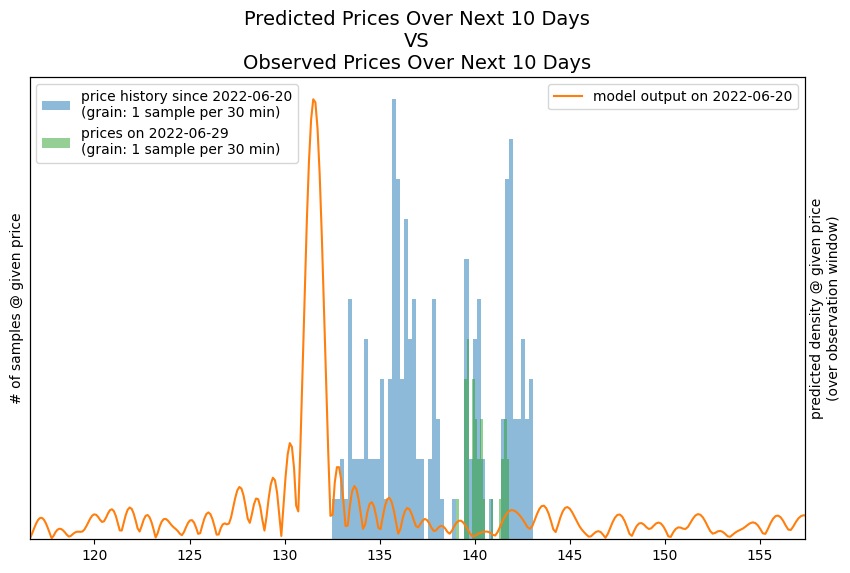 Predicted Prices Over Next 10 Days
VS
Observed Prices Over Next 10 Days
price history since 2022-06-20
(grain: 1 sample per 30 min)
prices on 2022-06-29
(grain: 1 sample per 30 min)
model output on 2022-06-20
# of samples @ given price
predicted density @ given price
(over observation window)
120 125 130 135 140 145 150 155